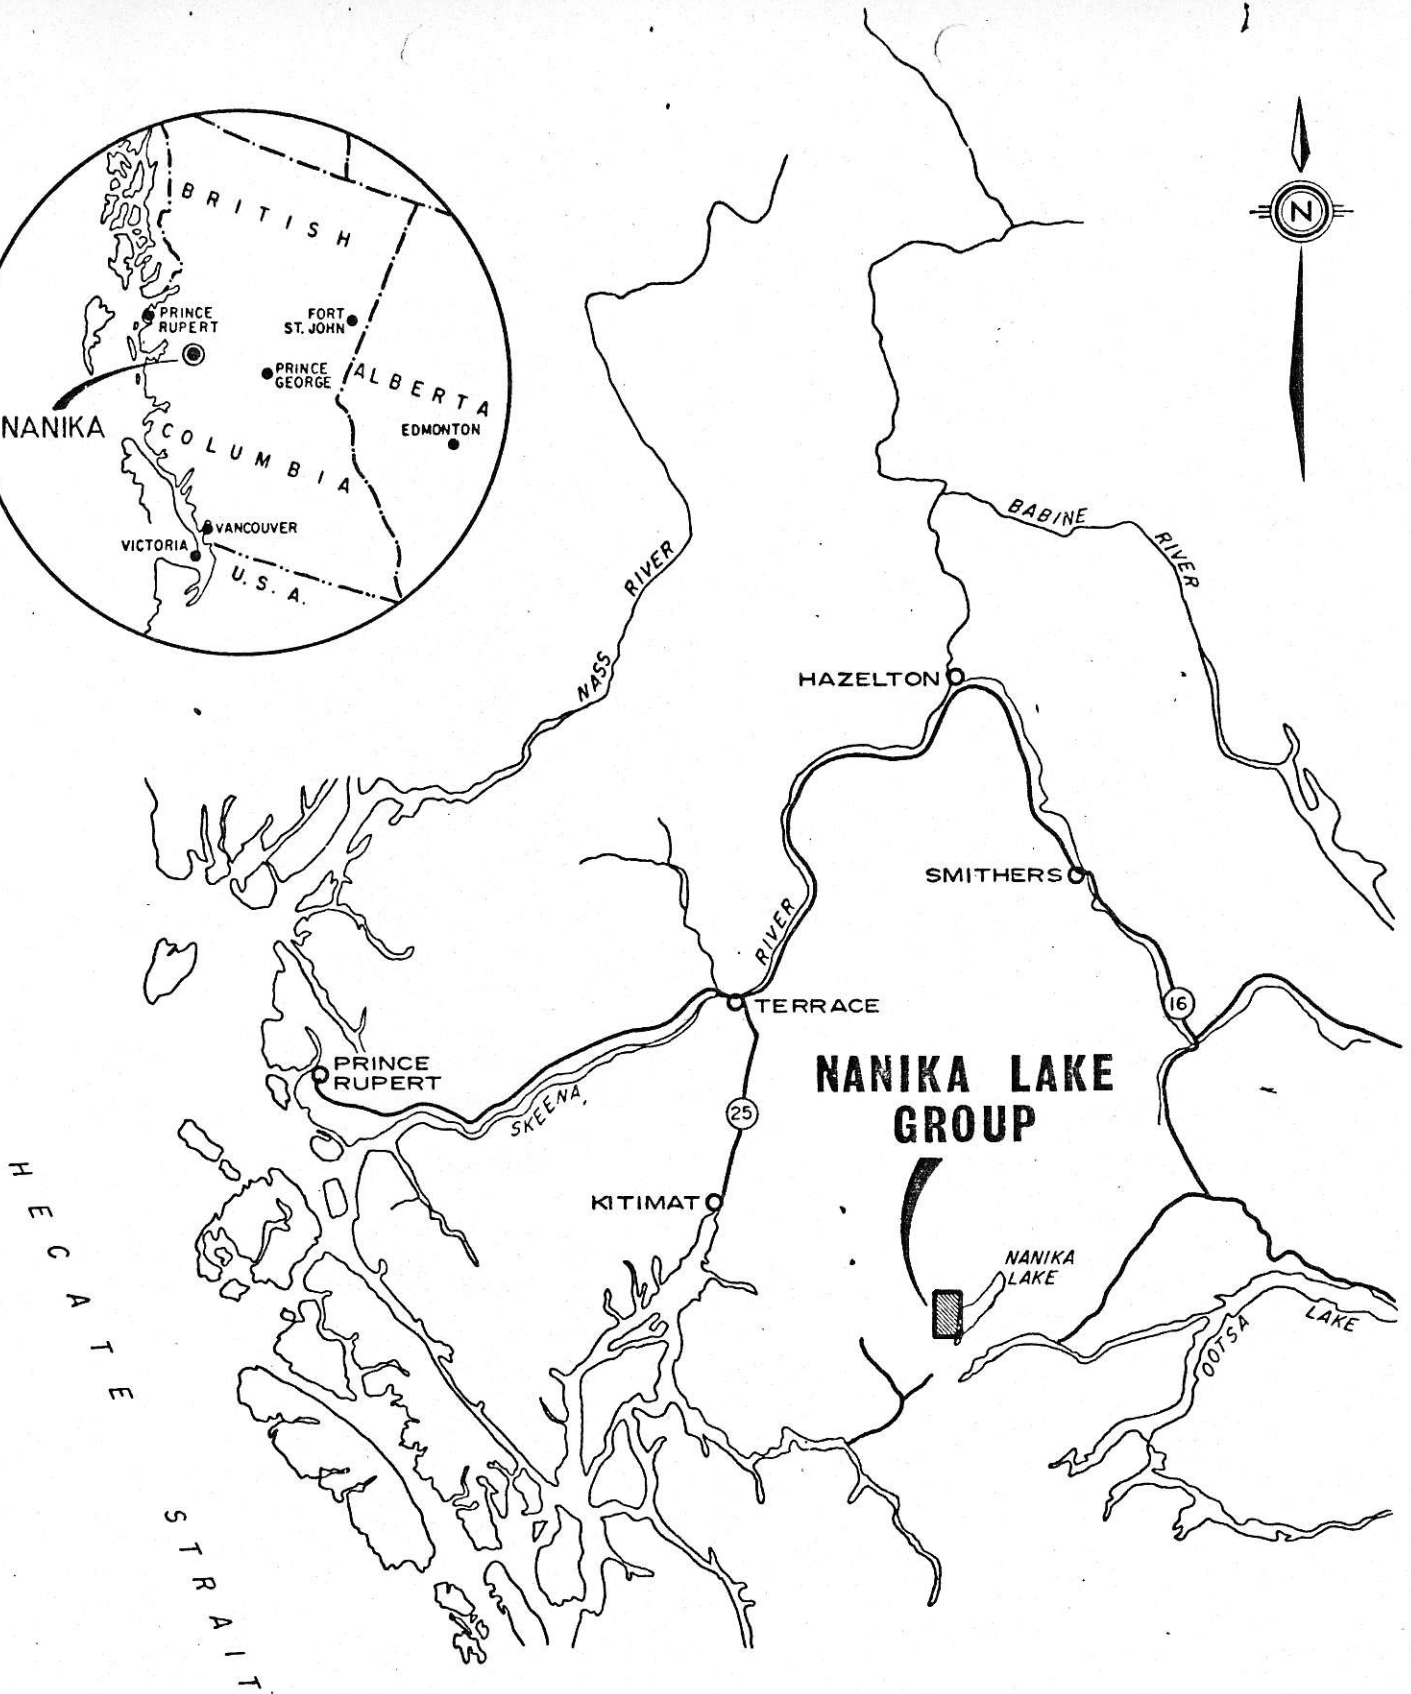 BRITISH
PRINCE
RUPERT
FORT
ST. JOHN
PRINCE
GEORGE
ALBERTA
NANIKA
COLUMBIA
EDMONTON
VANCOUVER
VICTORIA
U.S.A.
N
BABINE
RIVER
NASS
RIVER
HAZELTON
SMITHERS
RIVER
TERRACE
16
PRINCE
RUPERT
SKEENA
25
NANIKA LAKE
GROUP
KITIMAT
NANIKA
LAKE
OOTSA
LAKE
HECATE
STRAIT